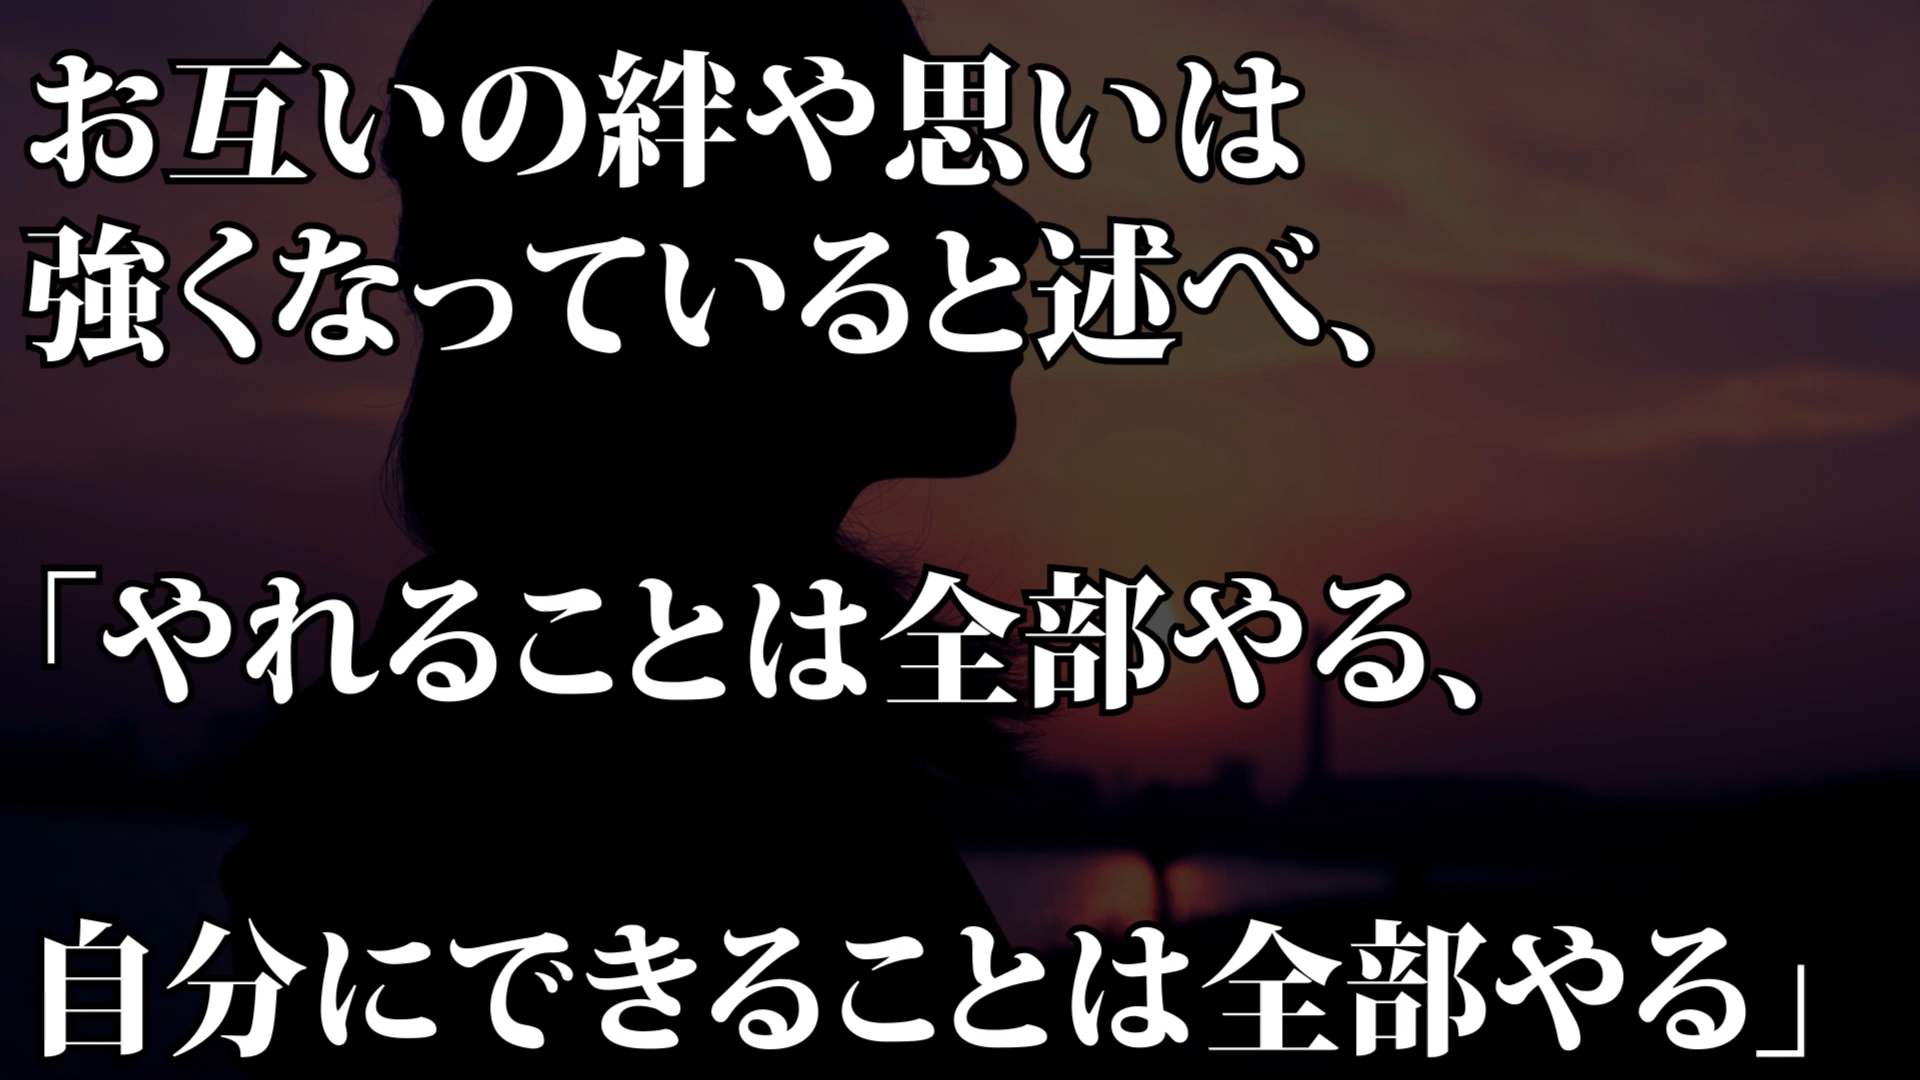 お互いの絆や思いは
強くなっていると述べ、
「やれることは全部やる、
自分にできることは全部やる」